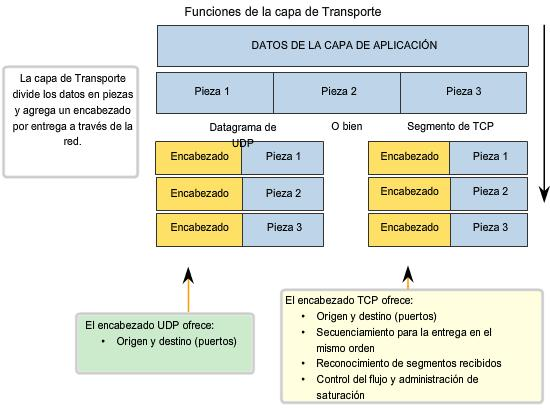 Funciones de la capa de Transporte
DATOS DE LA CAPA DE APLICACIÓN
La capa de Transporte
divide los datos en piezas
y agrega un encabezado
por entrega a través de la
red.
Pieza 1
Pieza 2
Pieza 3
Datagrama de
UDP
O bien
Segmento de TCP
Encabezado
Pieza 1
Encabezado
Pieza 2
Encabezado
Pieza 3
Encabezado
Pieza 1
Encabezado
Pieza 2
Encabezado
Pieza 3
El encabezado UDP ofrece:
• Origen y destino (puertos)
El encabezado TCP ofrece:
• Origen y destino (puertos)
• Secuenciamiento para la entrega en el
mismo orden
• Reconocimiento de segmentos recibidos
• Control del flujo y administración de
saturación